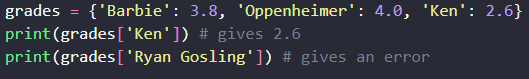 grades = {'Barbie': 3.8, 'Oppenheimer': 4.0, 'Ken': 2.6}
print(grades['Ken']) # gives 2.6
print(grades['Ryan Gosling']) # gives an error